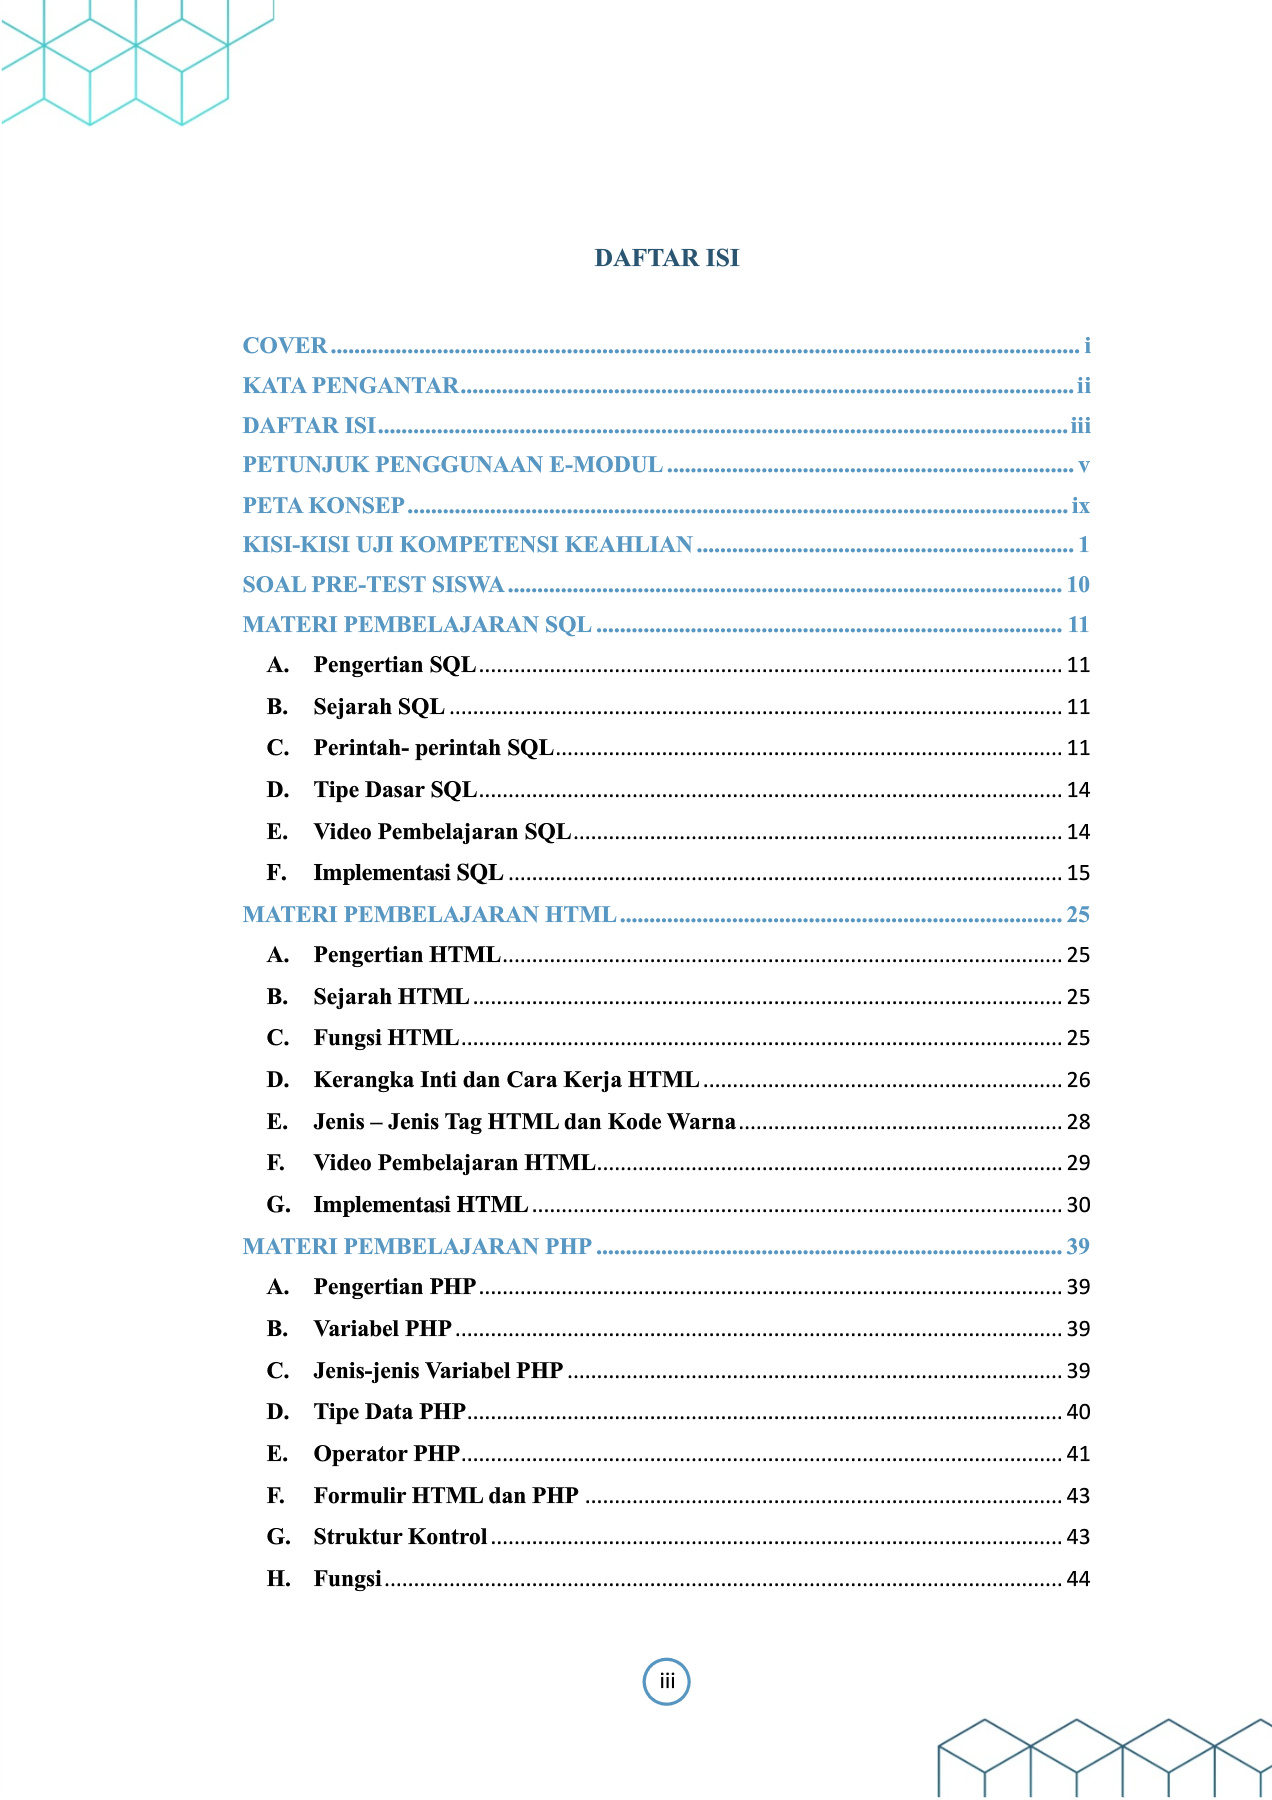 DAFTAR ISI
COVER ... i
KATA PENGANTAR ... ii
DAFTAR ISI ... iii
PETUNJUK PENGGUNAAN E-MODUL ... v
PETA KONSEP ... ix
KISI-KISI UJI KOMPETENSI KEAHLIAN ... 1
SOAL PRE-TEST SISWA ... 10
MATERI PEMBELAJARAN SQL ... 11
A. Pengertian SQL ... 11
B. Sejarah SQL ... 11
C. Perintah- perintah SQL ... 11
D. Tipe Dasar SQL ... 14
E. Video Pembelajaran SQL ... 14
F. Implementasi SQL ... 15
MATERI PEMBELAJARAN HTML ... 25
A. Pengertian HTML ... 25
B. Sejarah HTML ... 25
C. Fungsi HTML ... 25
D. Kerangka Inti dan Cara Kerja HTML ... 26
E. Jenis – Jenis Tag HTML dan Kode Warna ... 28
F. Video Pembelajaran HTML ... 29
G. Implementasi HTML ... 30
MATERI PEMBELAJARAN PHP ... 39
A. Pengertian PHP ... 39
B. Variabel PHP ... 39
C. Jenis-jenis Variabel PHP ... 39
D. Tipe Data PHP ... 40
E. Operator PHP ... 41
F. Formulir HTML dan PHP ... 43
G. Struktur Kontrol ... 43
H. Fungsi ... 44
iii